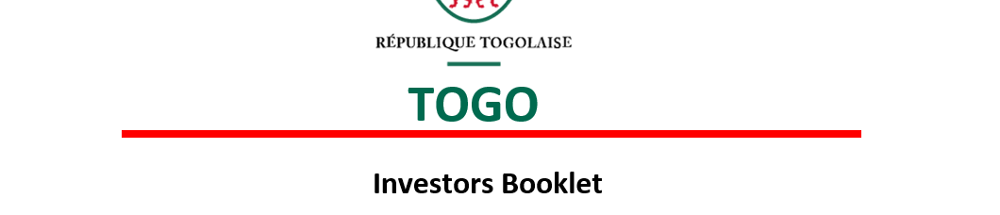 RÉPUBLIQUE TOGOLAISE
TOGO
Investors Booklet